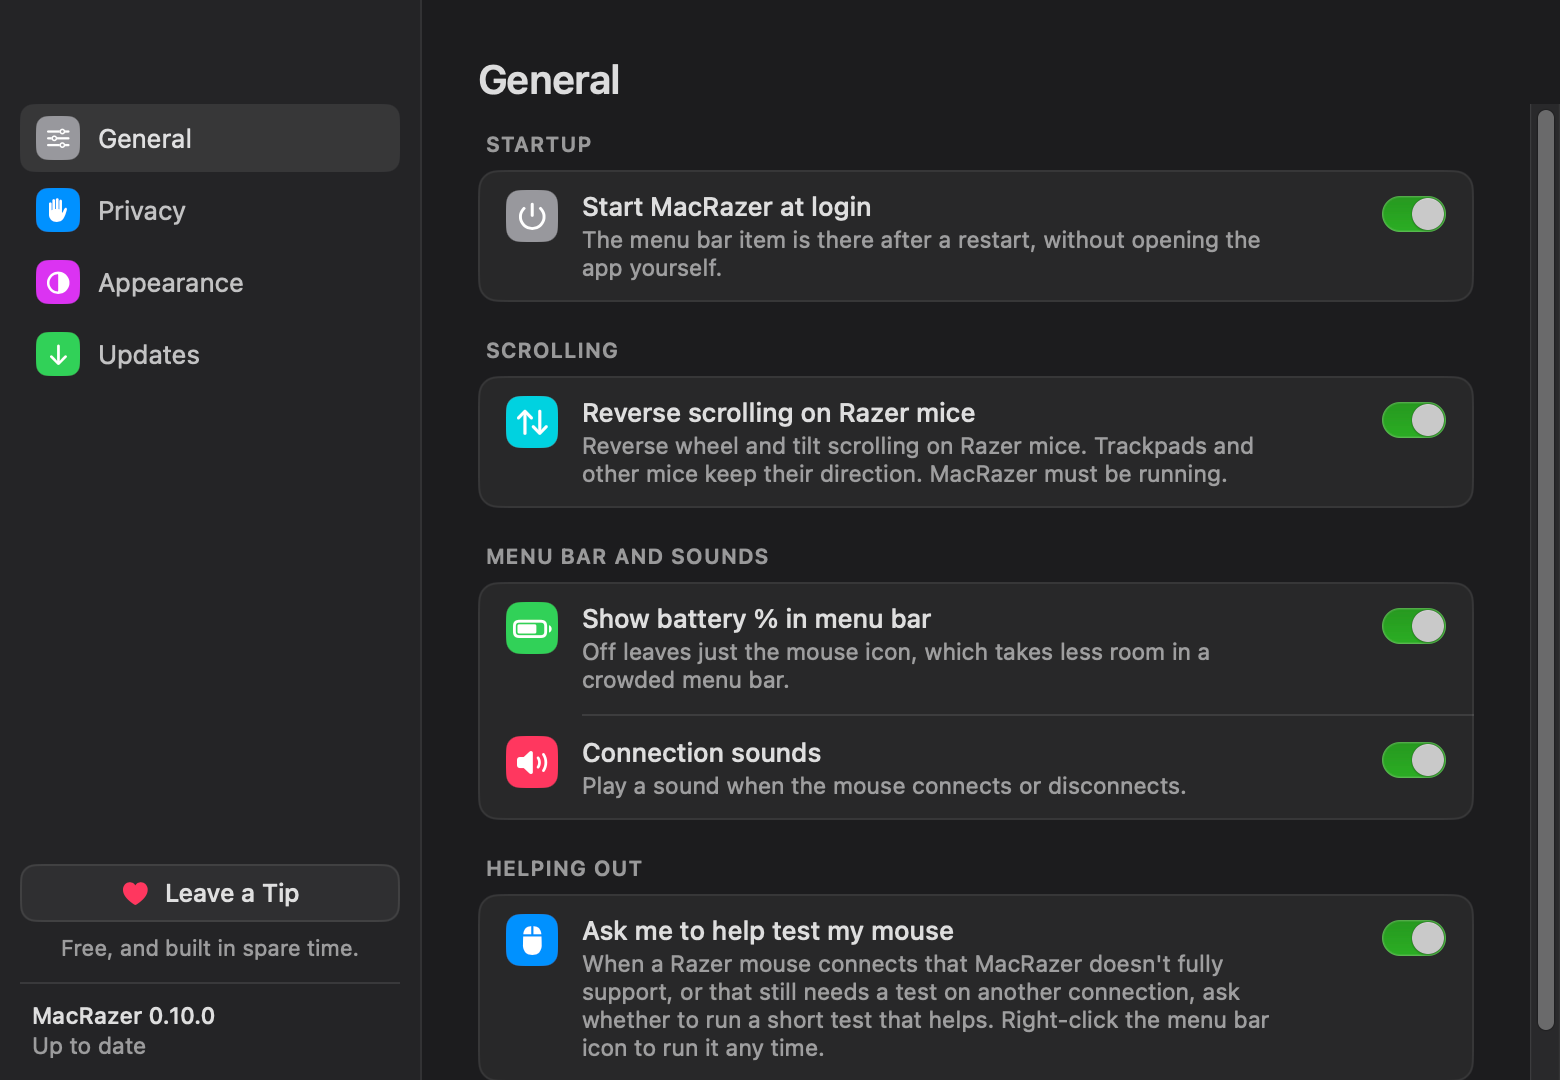 General
Privacy
Appearance
Updates
Leave a Tip
Free, and built in spare time.
MacRazer 0.10.0
Up to date
General
STARTUP
Start MacRazer at login
The menu bar item is there after a restart, without opening the
app yourself.
SCROLLING
Reverse scrolling on Razer mice
Reverse wheel and tilt scrolling on Razer mice. Trackpads and
other mice keep their direction. MacRazer must be running.
MENU BAR AND SOUNDS
Show battery % in menu bar
Off leaves just the mouse icon, which takes less room in a
crowded menu bar.
Connection sounds
Play a sound when the mouse connects or disconnects.
HELPING OUT
Ask me to help test my mouse
When a Razer mouse connects that MacRazer doesn't fully
support, or that still needs a test on another connection, ask
whether to run a short test that helps. Right-click the menu bar
icon to run it any time.